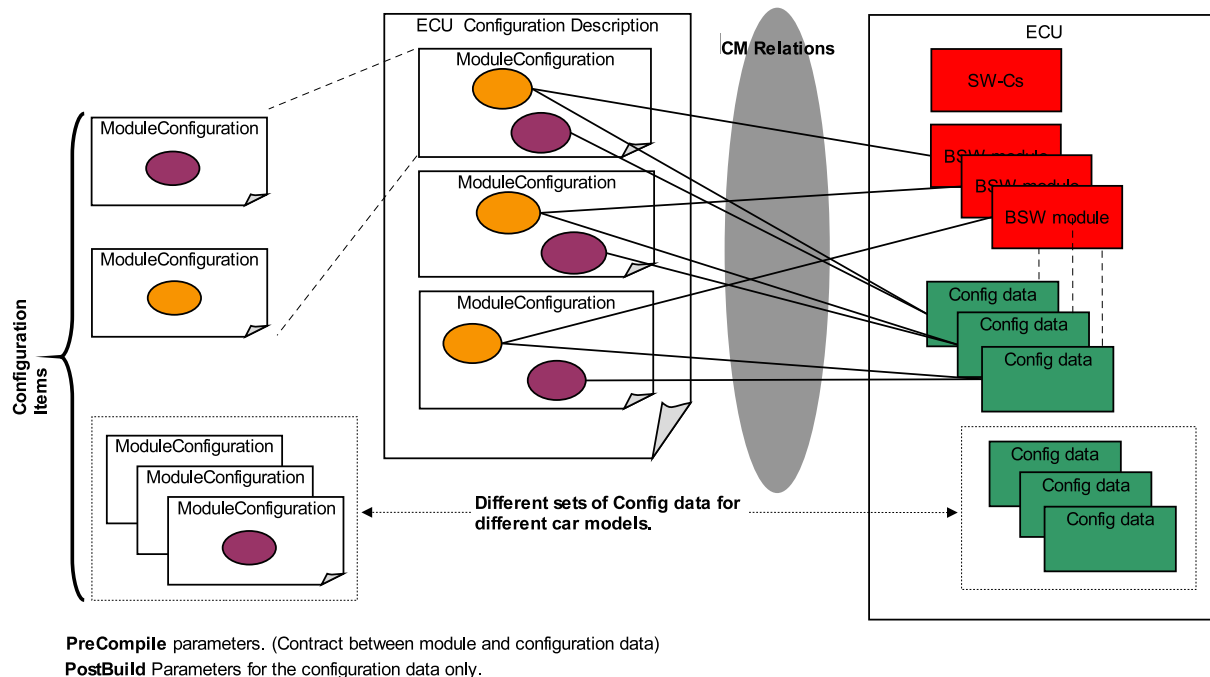 ECU Configuration Description
ModuleConfiguration
ModuleConfiguration
ModuleConfiguration
CM Relations
ECU
SW-Cs
BSW module
BSW module
BSW module
Config data
Config data
Config data
Configuration
Items
ModuleConfiguration
ModuleConfiguration
ModuleConfiguration
ModuleConfiguration
ModuleConfiguration
Different sets of Config data for
different car models.
Config data
Config data
Config data
PreCompile parameters. (Contract between module and configuration data)
PostBuild Parameters for the configuration data only.